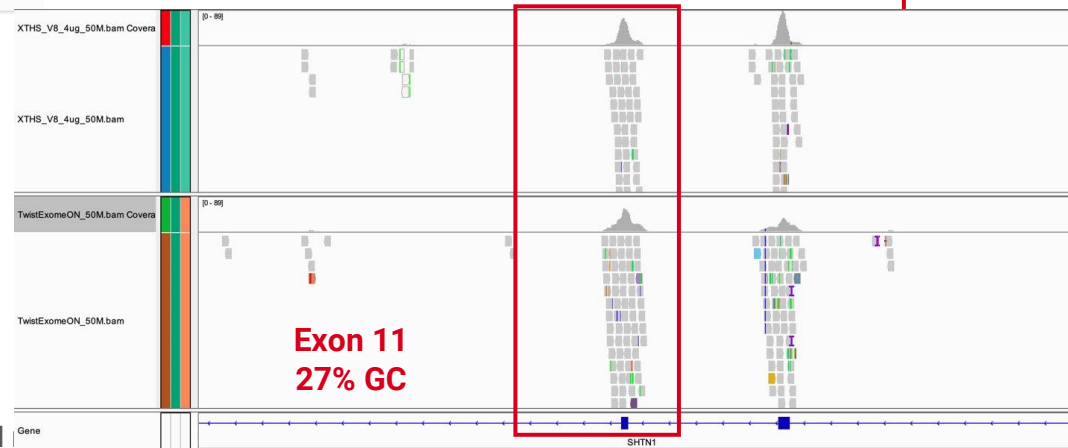 XTHS_V8_4ug_50M.bam Covera
[0 - 89]
XTHS_V8_4ug_50M.bam
TwistExomeON_50M.bam Covera
[0 - 89]
TwistExomeON_50M.bam
Exon 11
27% GC
Gene
SHTN1